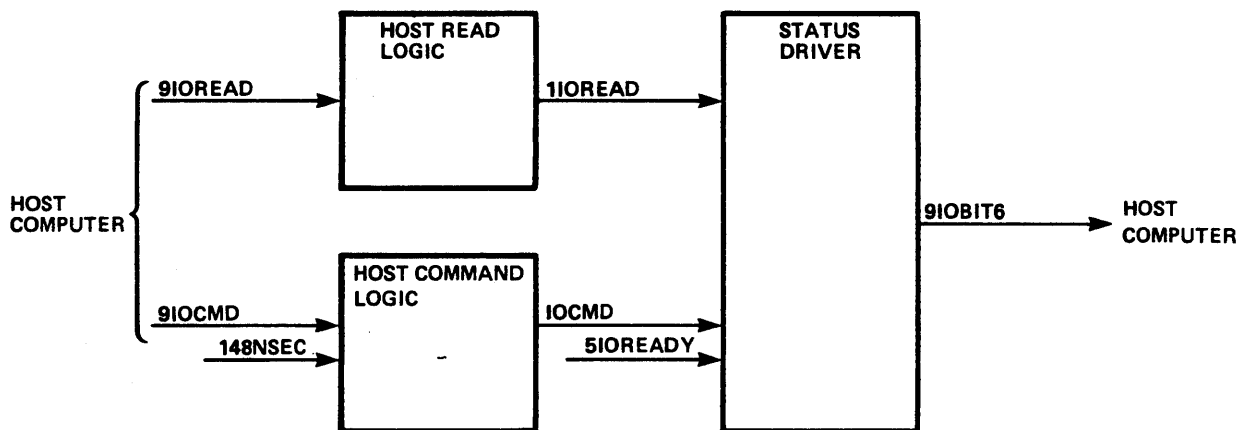 HOST READ
LOGIC
STATUS
DRIVER
9IOREAD
1IOREAD
HOST
COMPUTER
9IOBIT6
HOST
COMPUTER
HOST COMMAND
LOGIC
9IOCMD
IOCMD
148NSEC
5IOREADY